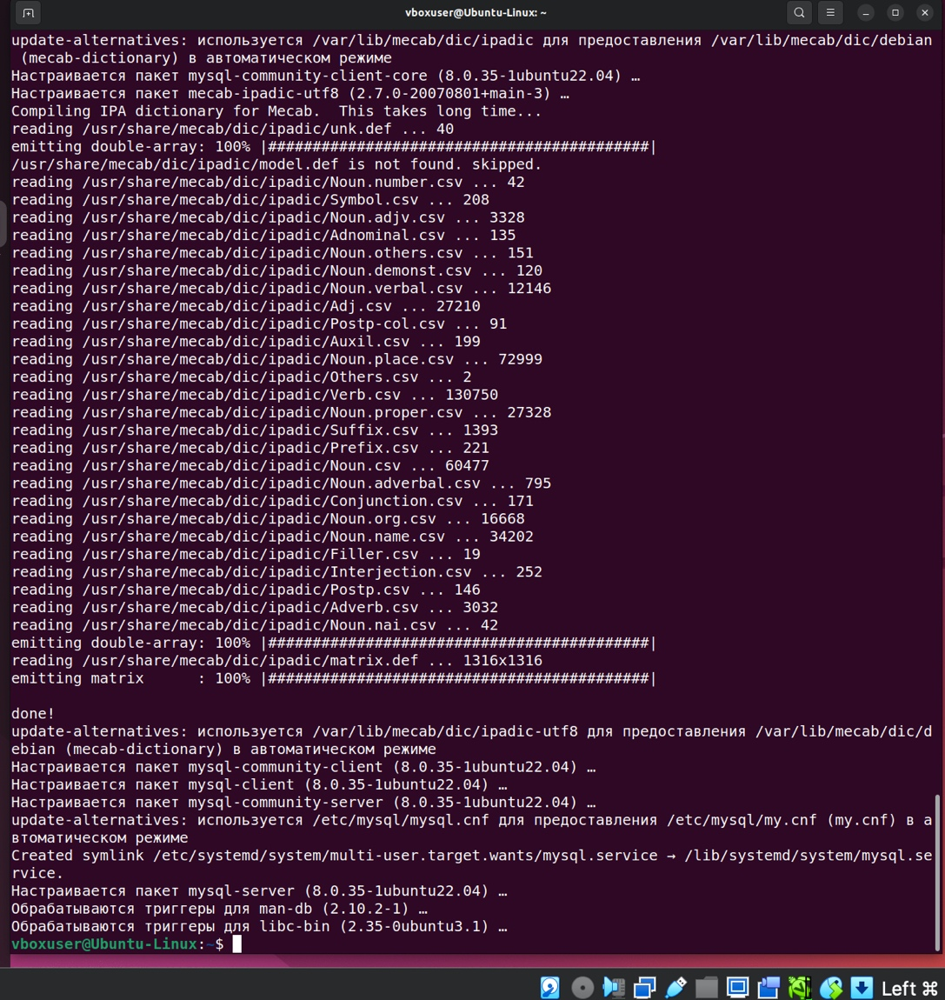 vboxuser@Ubuntu-Linux: ~
update-alternatives: используется /var/lib/mecab/dic/ipadic для предоставления /var/lib/mecab/dic/debian
 (mecab-dictionary) в автоматическом режиме
Настраивается пакет mysql-community-client-core (8.0.35-1ubuntu22.04) …
Настраивается пакет mecab-ipadic-utf8 (2.7.0-20070801+main-3) …
Compiling IPA dictionary for Mecab.  This takes long time...
reading /usr/share/mecab/dic/ipadic/unk.def ... 40
emitting double-array: 100% |###########################################|
/usr/share/mecab/dic/ipadic/model.def is not found. skipped.
reading /usr/share/mecab/dic/ipadic/Noun.number.csv ... 42
reading /usr/share/mecab/dic/ipadic/Symbol.csv ... 208
reading /usr/share/mecab/dic/ipadic/Noun.adjv.csv ... 3328
reading /usr/share/mecab/dic/ipadic/Adnominal.csv ... 135
reading /usr/share/mecab/dic/ipadic/Noun.others.csv ... 151
reading /usr/share/mecab/dic/ipadic/Noun.demonst.csv ... 120
reading /usr/share/mecab/dic/ipadic/Noun.verbal.csv ... 12146
reading /usr/share/mecab/dic/ipadic/Adj.csv ... 27210
reading /usr/share/mecab/dic/ipadic/Postp-col.csv ... 91
reading /usr/share/mecab/dic/ipadic/Auxil.csv ... 199
reading /usr/share/mecab/dic/ipadic/Noun.place.csv ... 72999
reading /usr/share/mecab/dic/ipadic/Others.csv ... 2
reading /usr/share/mecab/dic/ipadic/Verb.csv ... 130750
reading /usr/share/mecab/dic/ipadic/Noun.proper.csv ... 27328
reading /usr/share/mecab/dic/ipadic/Suffix.csv ... 1393
reading /usr/share/mecab/dic/ipadic/Prefix.csv ... 221
reading /usr/share/mecab/dic/ipadic/Noun.csv ... 60477
reading /usr/share/mecab/dic/ipadic/Noun.adverbal.csv ... 795
reading /usr/share/mecab/dic/ipadic/Conjunction.csv ... 171
reading /usr/share/mecab/dic/ipadic/Noun.org.csv ... 16668
reading /usr/share/mecab/dic/ipadic/Noun.name.csv ... 34202
reading /usr/share/mecab/dic/ipadic/Filler.csv ... 19
reading /usr/share/mecab/dic/ipadic/Interjection.csv ... 252
reading /usr/share/mecab/dic/ipadic/Postp.csv ... 146
reading /usr/share/mecab/dic/ipadic/Adverb.csv ... 3032
reading /usr/share/mecab/dic/ipadic/Noun.nai.csv ... 42
emitting double-array: 100% |###########################################|
reading /usr/share/mecab/dic/ipadic/matrix.def ... 1316x1316
emitting matrix      : 100% |###########################################|
done!
update-alternatives: используется /var/lib/mecab/dic/ipadic-utf8 для предоставления /var/lib/mecab/dic/d
ebian (mecab-dictionary) в автоматическом режиме
Настраивается пакет mysql-community-client (8.0.35-1ubuntu22.04) …
Настраивается пакет mysql-client (8.0.35-1ubuntu22.04) …
Настраивается пакет mysql-community-server (8.0.35-1ubuntu22.04) …
update-alternatives: используется /etc/mysql/mysql.cnf для предоставления /etc/mysql/my.cnf (my.cnf) в а
втоматическом режиме
Created symlink /etc/systemd/system/multi-user.target.wants/mysql.service → /lib/systemd/system/mysql.se
rvice.
Настраивается пакет mysql-server (8.0.35-1ubuntu22.04) …
Обрабатываются триггеры для man-db (2.10.2-1) …
Обрабатываются триггеры для libc-bin (2.35-0ubuntu3.1) …
vboxuser@Ubuntu-Linux:~$
Left ⌘